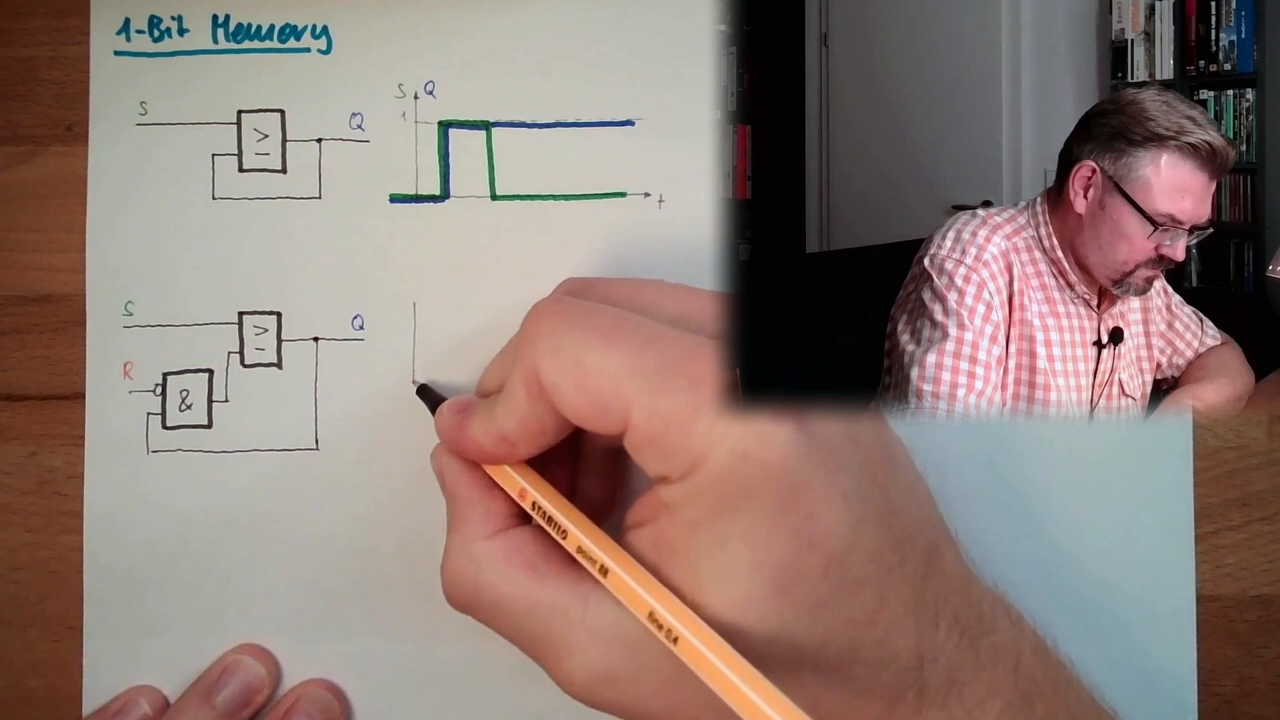 1-Bit Memory
S
≥
Q
S Q
1
t
S
≥
Q
R
&
STABILO point 88 fine 0,4